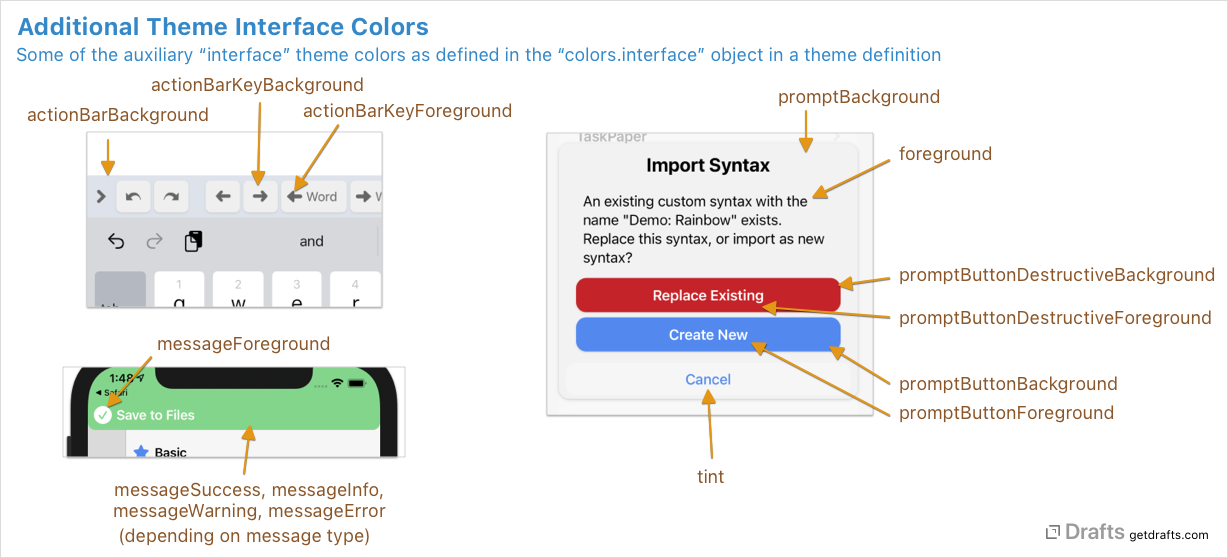 Additional Theme Interface Colors
Some of the auxiliary “interface” theme colors as defined in the “colors.interface” object in a theme definition
actionBarKeyBackground
actionBarBackground
actionBarKeyForeground
Word
W
and
1 2 3 4
tab q w e r
messageForeground
1:48
Safari
Save to Files
Basic
messageSuccess, messageInfo,
messageWarning, messageError
(depending on message type)
promptBackground
TaskPaper
foreground
Import Syntax
An existing custom syntax with the
name "Demo: Rainbow" exists.
Replace this syntax, or import as new
syntax?
promptButtonDestructiveBackground
Replace Existing
promptButtonDestructiveForeground
Create New
promptButtonBackground
Cancel
promptButtonForeground
tint
Drafts getdrafts.com